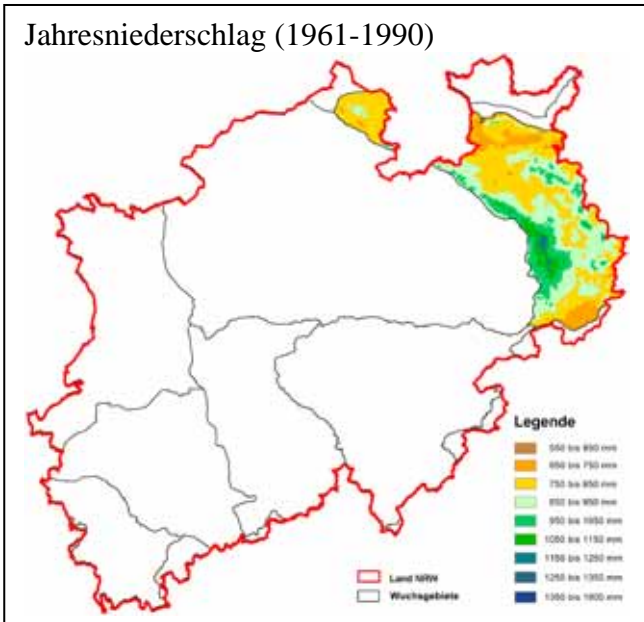 Jahresniederschlag (1961-1990)
Legende
550 bis 650 mm
650 bis 750 mm
750 bis 850 mm
850 bis 950 mm
950 bis 1050 mm
1050 bis 1150 mm
1150 bis 1250 mm
1250 bis 1350 mm
1350 bis 1600 mm
Land NRW
Wuchsgebiete